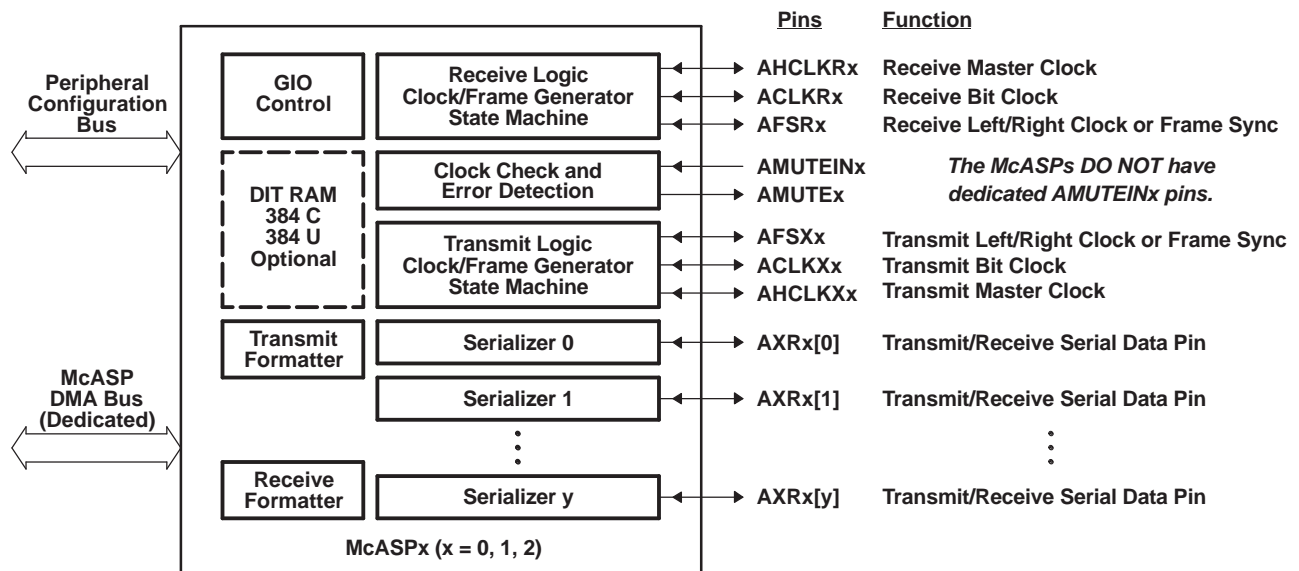 Pins Function
Peripheral
Configuration
Bus
GIO
Control
Receive Logic
Clock/Frame Generator
State Machine
AHCLKRx Receive Master Clock
ACLKRx Receive Bit Clock
AFSRx Receive Left/Right Clock or Frame Sync
DIT RAM
384 C
384 U
Optional
Clock Check and
Error Detection
AMUTEINx
AMUTEx
The McASPs DO NOT have
dedicated AMUTEINx pins.
Transmit Logic
Clock/Frame Generator
State Machine
AFSXx Transmit Left/Right Clock or Frame Sync
ACLKXx Transmit Bit Clock
AHCLKXx Transmit Master Clock
Transmit
Formatter
Serializer 0
AXRx[0] Transmit/Receive Serial Data Pin
McASP
DMA Bus
(Dedicated)
Serializer 1
AXRx[1] Transmit/Receive Serial Data Pin
Receive
Formatter
Serializer y
AXRx[y] Transmit/Receive Serial Data Pin
McASPx (x = 0, 1, 2)